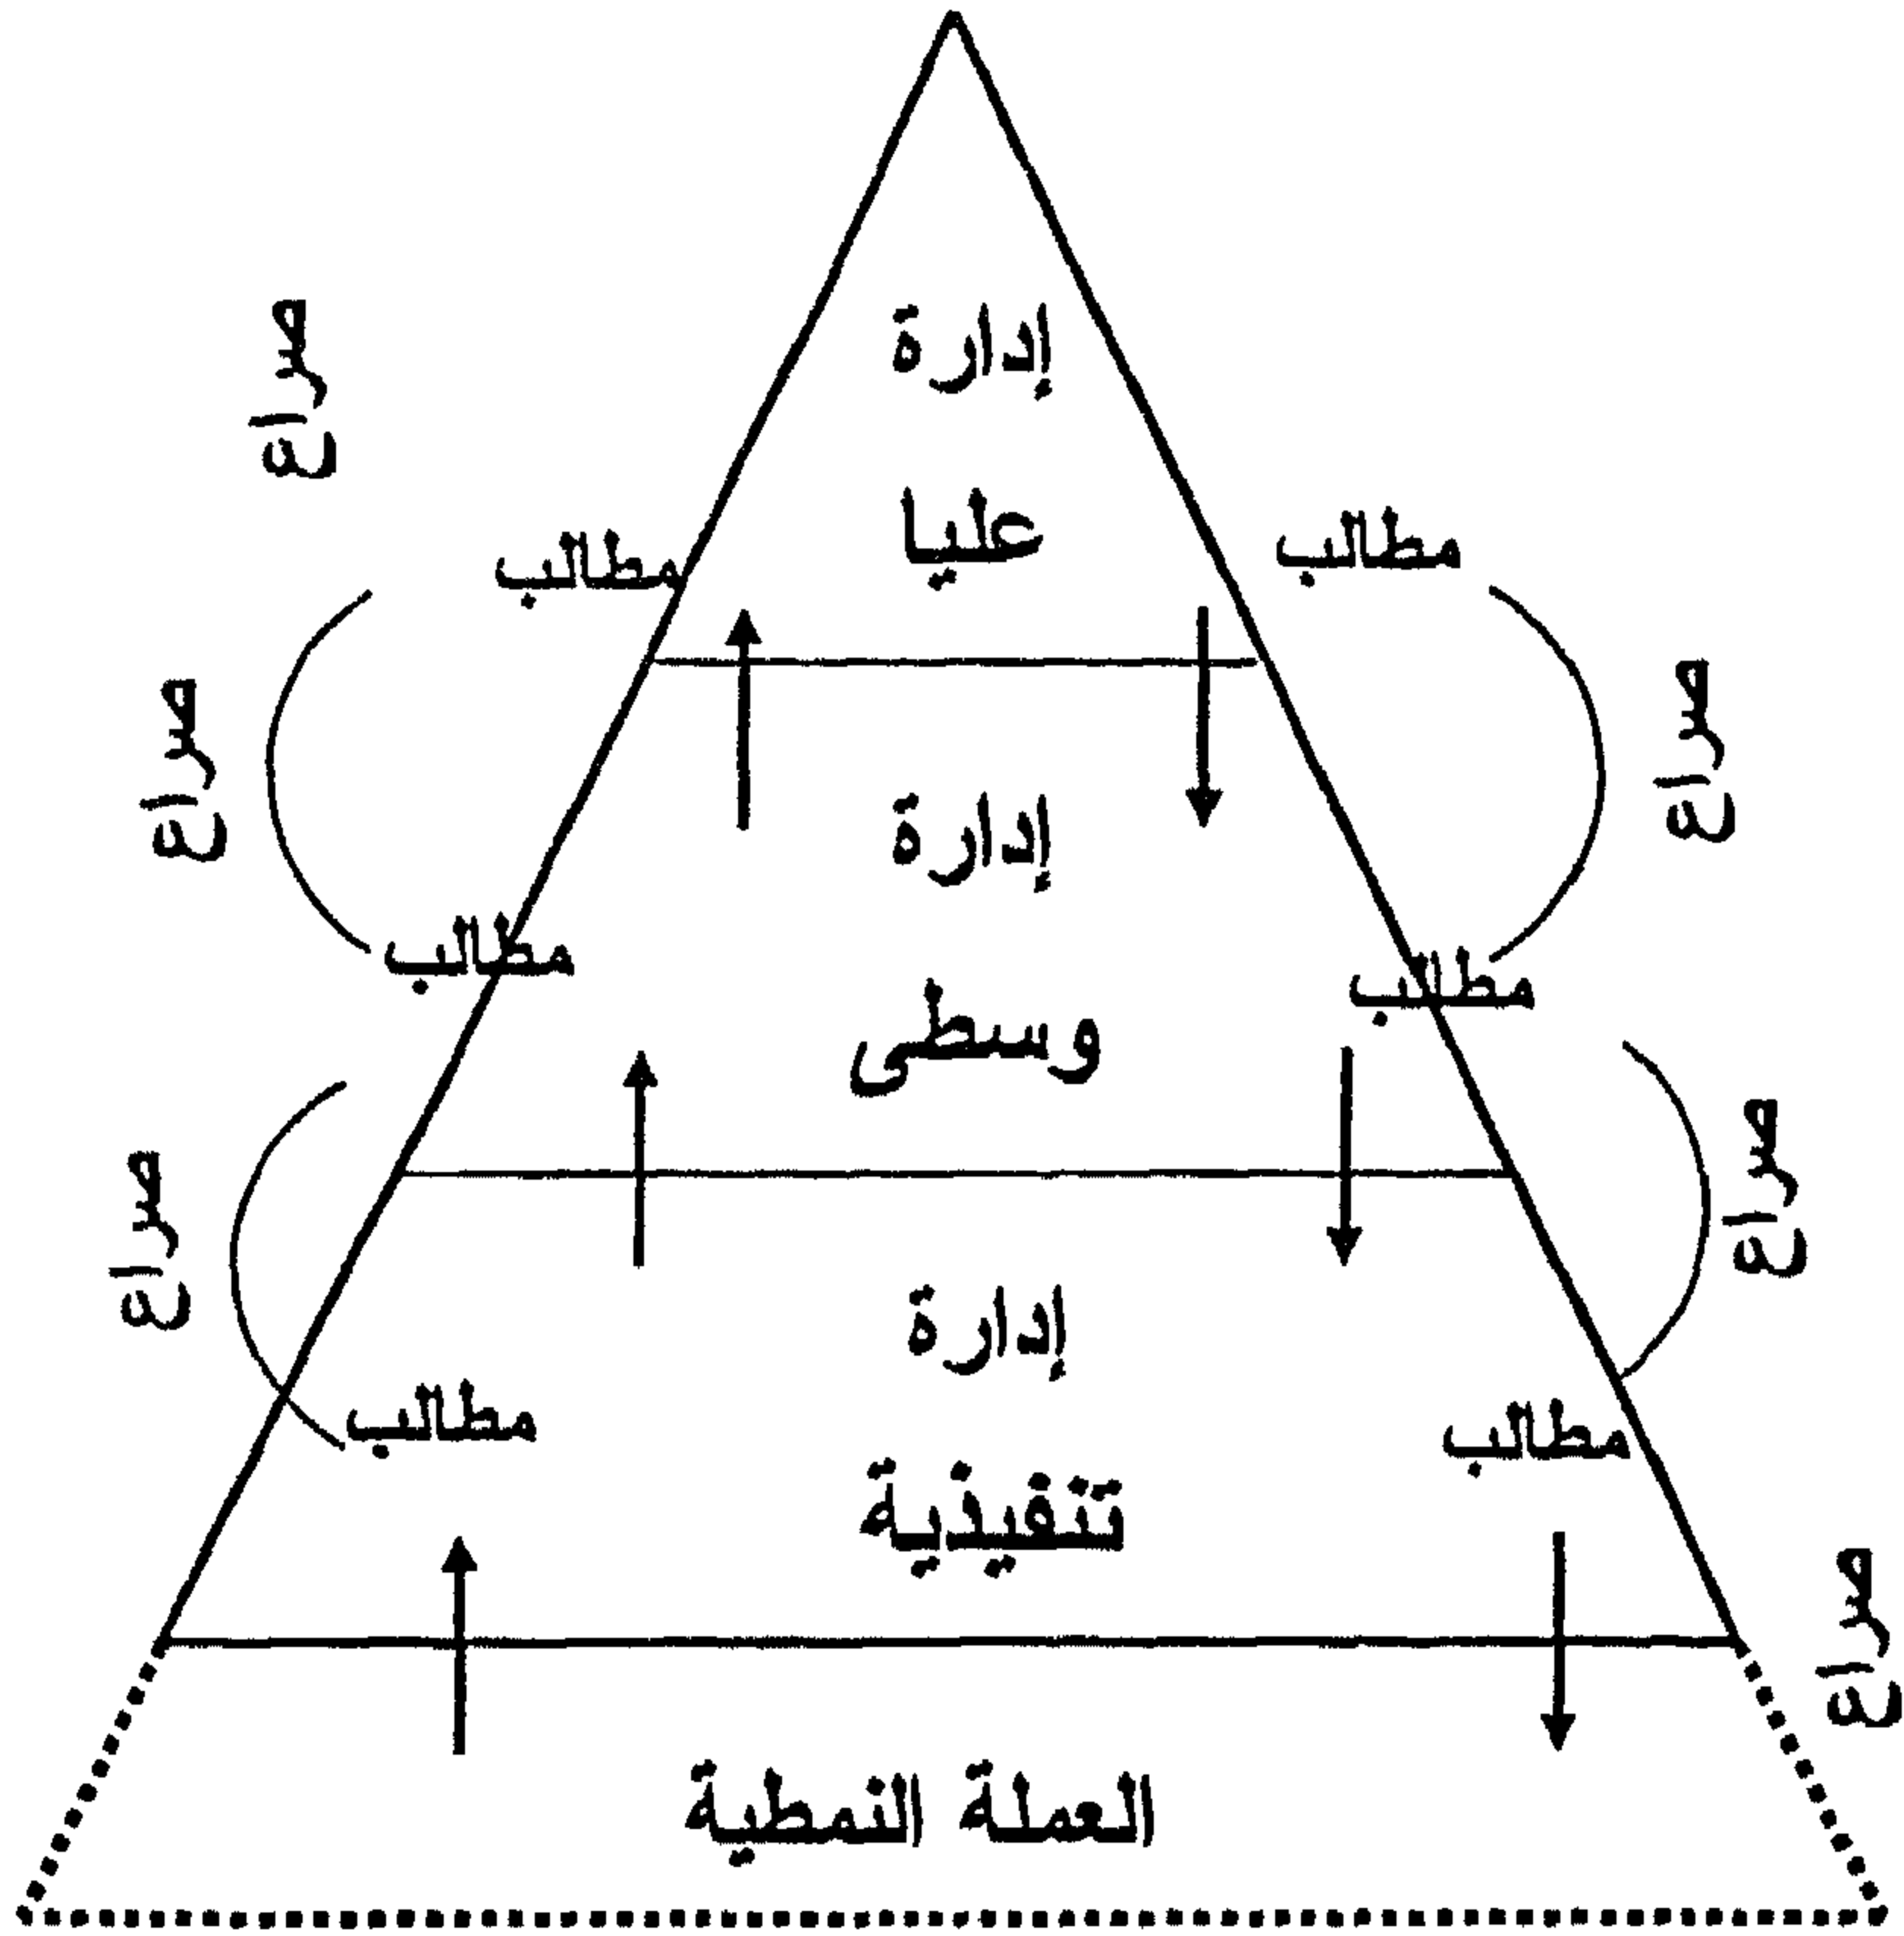 صراع
إدارة
عليا
مطالب
مطالب
صراع
إدارة
صراع
مطالب
وسطى
مطالب
صراع
إدارة
صراع
مطالب
تنفيذية
مطالب
صراع
العملة النمطية